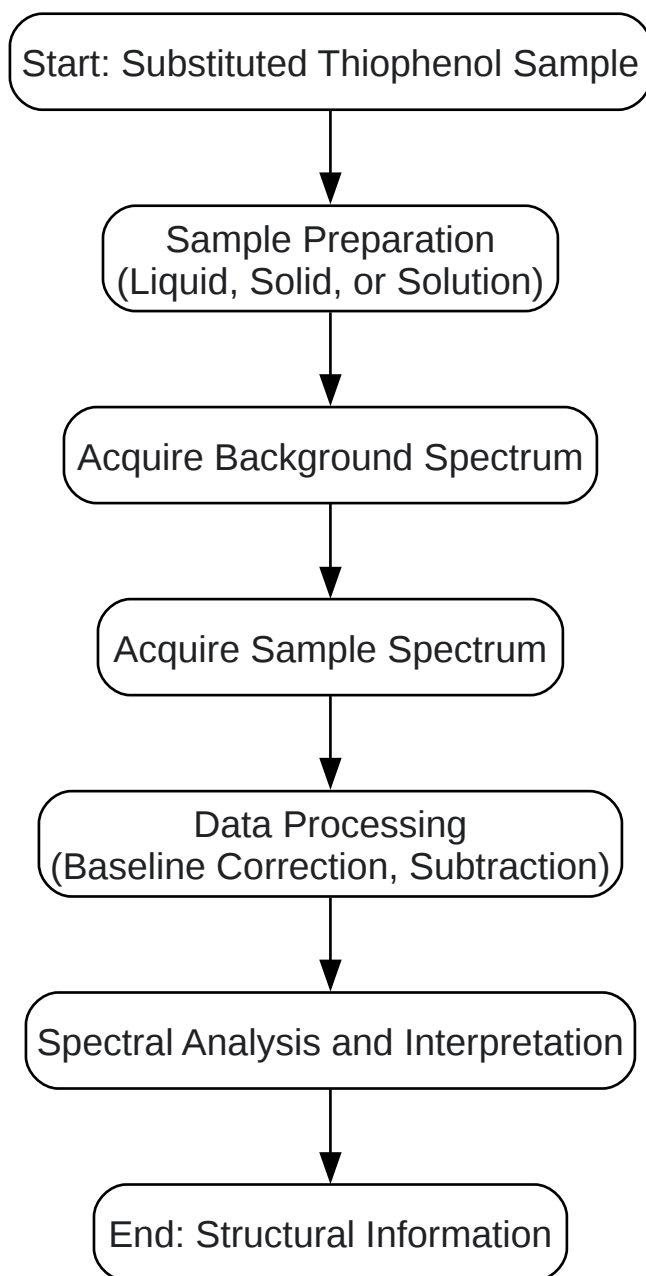 Start: Substituted Thiophenol Sample
Sample Preparation
(Liquid, Solid, or Solution)
Acquire Background Spectrum
Acquire Sample Spectrum
Data Processing
(Baseline Correction, Subtraction)
Spectral Analysis and Interpretation
End: Structural Information